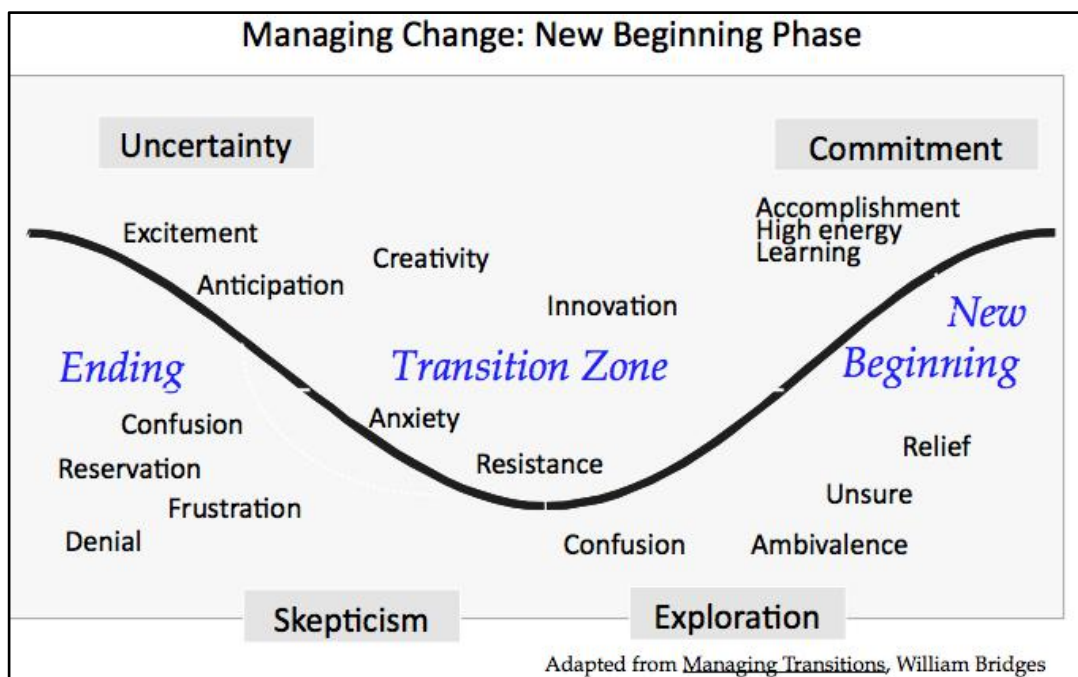 Managing Change: New Beginning Phase
Uncertainty
Commitment
Excitement
Anticipation
Creativity
Innovation
Accomplishment
High energy
Learning
Ending
Transition Zone
New
Beginning
Confusion
Reservation
Frustration
Denial
Anxiety
Resistance
Confusion
Relief
Unsure
Ambivalence
Skepticism
Exploration
Adapted from Managing Transitions, William Bridges